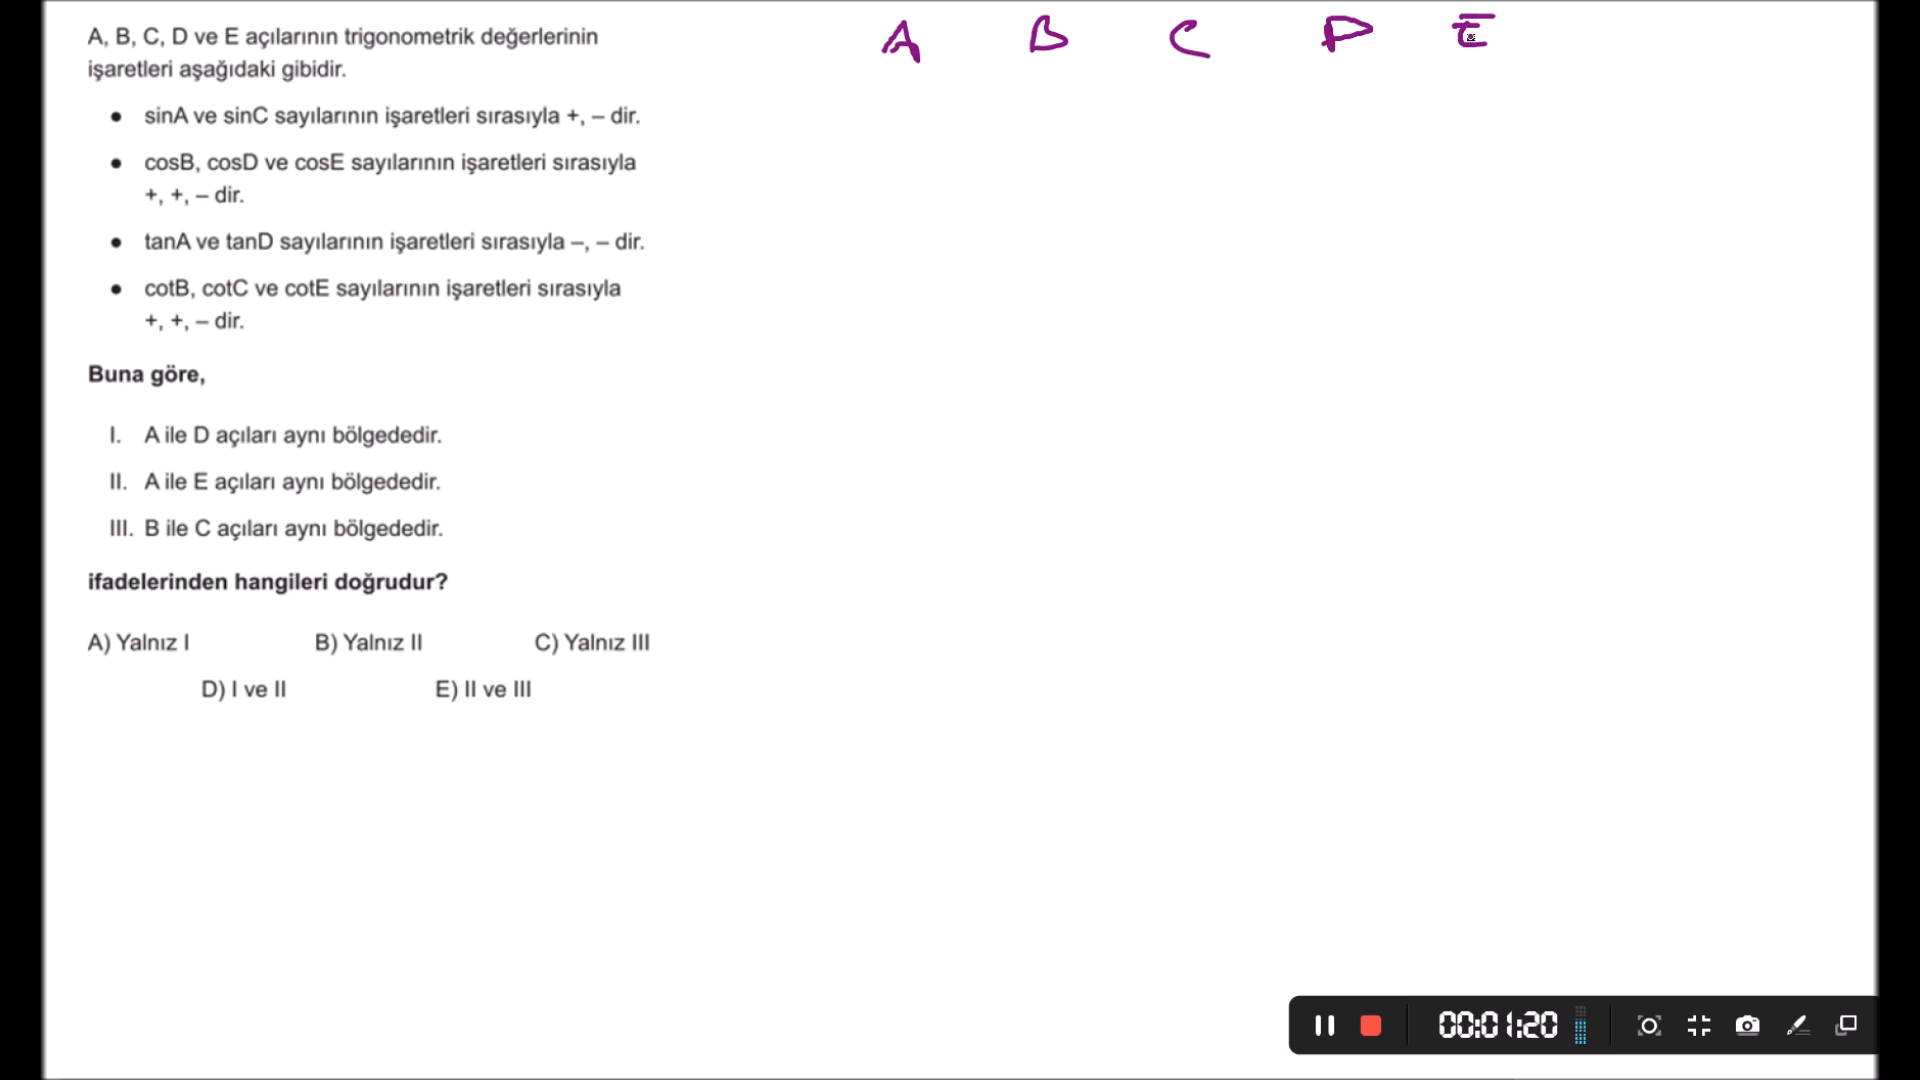 A, B, C, D ve E açılarının trigonometrik değerlerinin
işaretleri aşağıdaki gibidir.
● sinA ve sinC sayılarının işaretleri sırasıyla +, – dir.
● cosB, cosD ve cosE sayılarının işaretleri sırasıyla
+, +, – dir.
● tanA ve tanD sayılarının işaretleri sırasıyla –, – dir.
● cotB, cotC ve cotE sayılarının işaretleri sırasıyla
+, +, – dir.
Buna göre,
I. A ile D açıları aynı bölgededir.
II. A ile E açıları aynı bölgededir.
III. B ile C açıları aynı bölgededir.
ifadelerinden hangileri doğrudur?
A) Yalnız I B) Yalnız II C) Yalnız III
D) I ve II E) II ve III
A B C D E
00:01:20